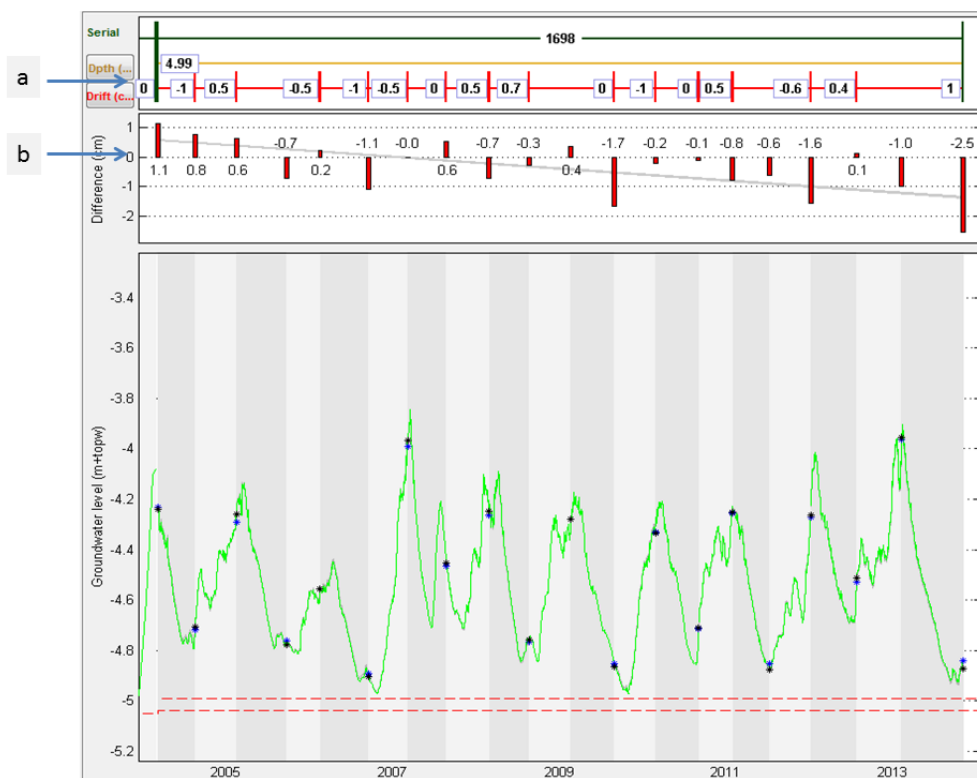 a
Serial
1698
Dpth (...
4.99
Drift (c...
0 -1 0.5 -0.5 -1 -0.5 0 0.5 0.7 0 -1 0 0.5 -0.6 0.4 1
b
Difference (cm)
1
0
-1
-2
-0.7 -1.1 -0.0 -0.7 -0.3 -1.7 -0.2 -0.1 -0.8 -0.6 -1.6 -1.0 -2.5
1.1 0.8 0.6 0.2 0.6 0.4 0.1
Groundwater level (m+topw)
-3.4
-3.6
-3.8
-4
-4.2
-4.4
-4.6
-4.8
-5
-5.2
2005 2007 2009 2011 2013